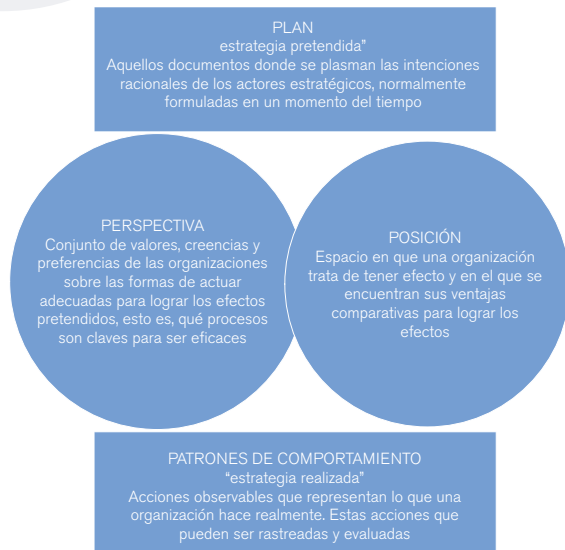 PLAN
estrategia pretendida"
Aquellos documentos donde se plasman las intenciones
racionales de los actores estratégicos, normalmente
formuladas en un momento del tiempo
PERSPECTIVA
Conjunto de valores, creencias y
preferencias de las organizaciones
sobre las formas de actuar
adecuadas para lograr los efectos
pretendidos, esto es, qué procesos
son claves para ser eficaces
POSICIÓN
Espacio en que una organización
trata de tener efecto y en el que se
encuentran sus ventajas
comparativas para lograr los
efectos
PATRONES DE COMPORTAMIENTO
“estrategia realizada”
Acciones observables que representan lo que una
organización hace realmente. Estas acciones que
pueden ser rastreadas y evaluadas